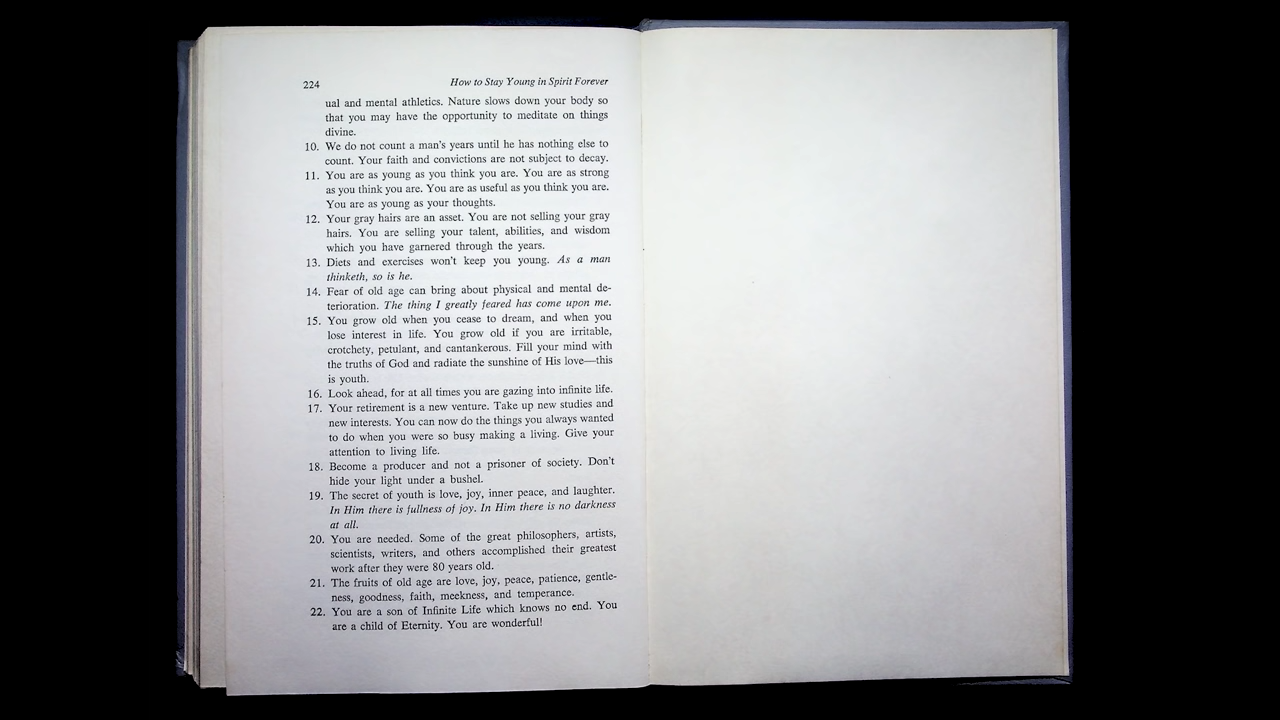 224 How to Stay Young in Spirit Forever
ual and mental athletics. Nature slows down your body so
that you may have the opportunity to meditate on things
divine.
10. We do not count a man's years until he has nothing else to
count. Your faith and convictions are not subject to decay.
11. You are as young as you think you are. You are as strong
as you think you are. You are as useful as you think you are.
You are as young as your thoughts.
12. Your gray hairs are an asset. You are not selling your gray
hairs. You are selling your talent, abilities, and wisdom
which you have garnered through the years.
13. Diets and exercises won't keep you young. As a man
thinketh, so is he.
14. Fear of old age can bring about physical and mental de-
terioration. The thing I greatly feared has come upon me.
15. You grow old when you cease to dream, and when you
lose interest in life. You grow old if you are irritable,
crotchety, petulant, and cantankerous. Fill your mind with
the truths of God and radiate the sunshine of His love—this
is youth.
16. Look ahead, for at all times you are gazing into infinite life.
17. Your retirement is a new venture. Take up new studies and
new interests. You can now do the things you always wanted
to do when you were so busy making a living. Give your
attention to living life.
18. Become a producer and not a prisoner of society. Don't
hide your light under a bushel.
19. The secret of youth is love, joy, inner peace, and laughter.
In Him there is fullness of joy. In Him there is no darkness
at all.
20. You are needed. Some of the great philosophers, artists,
scientists, writers, and others accomplished their greatest
work after they were 80 years old.
21. The fruits of old age are love, joy, peace, patience, gentle-
ness, goodness, faith, meekness, and temperance.
22. You are a son of Infinite Life which knows no end. You
are a child of Eternity. You are wonderful!